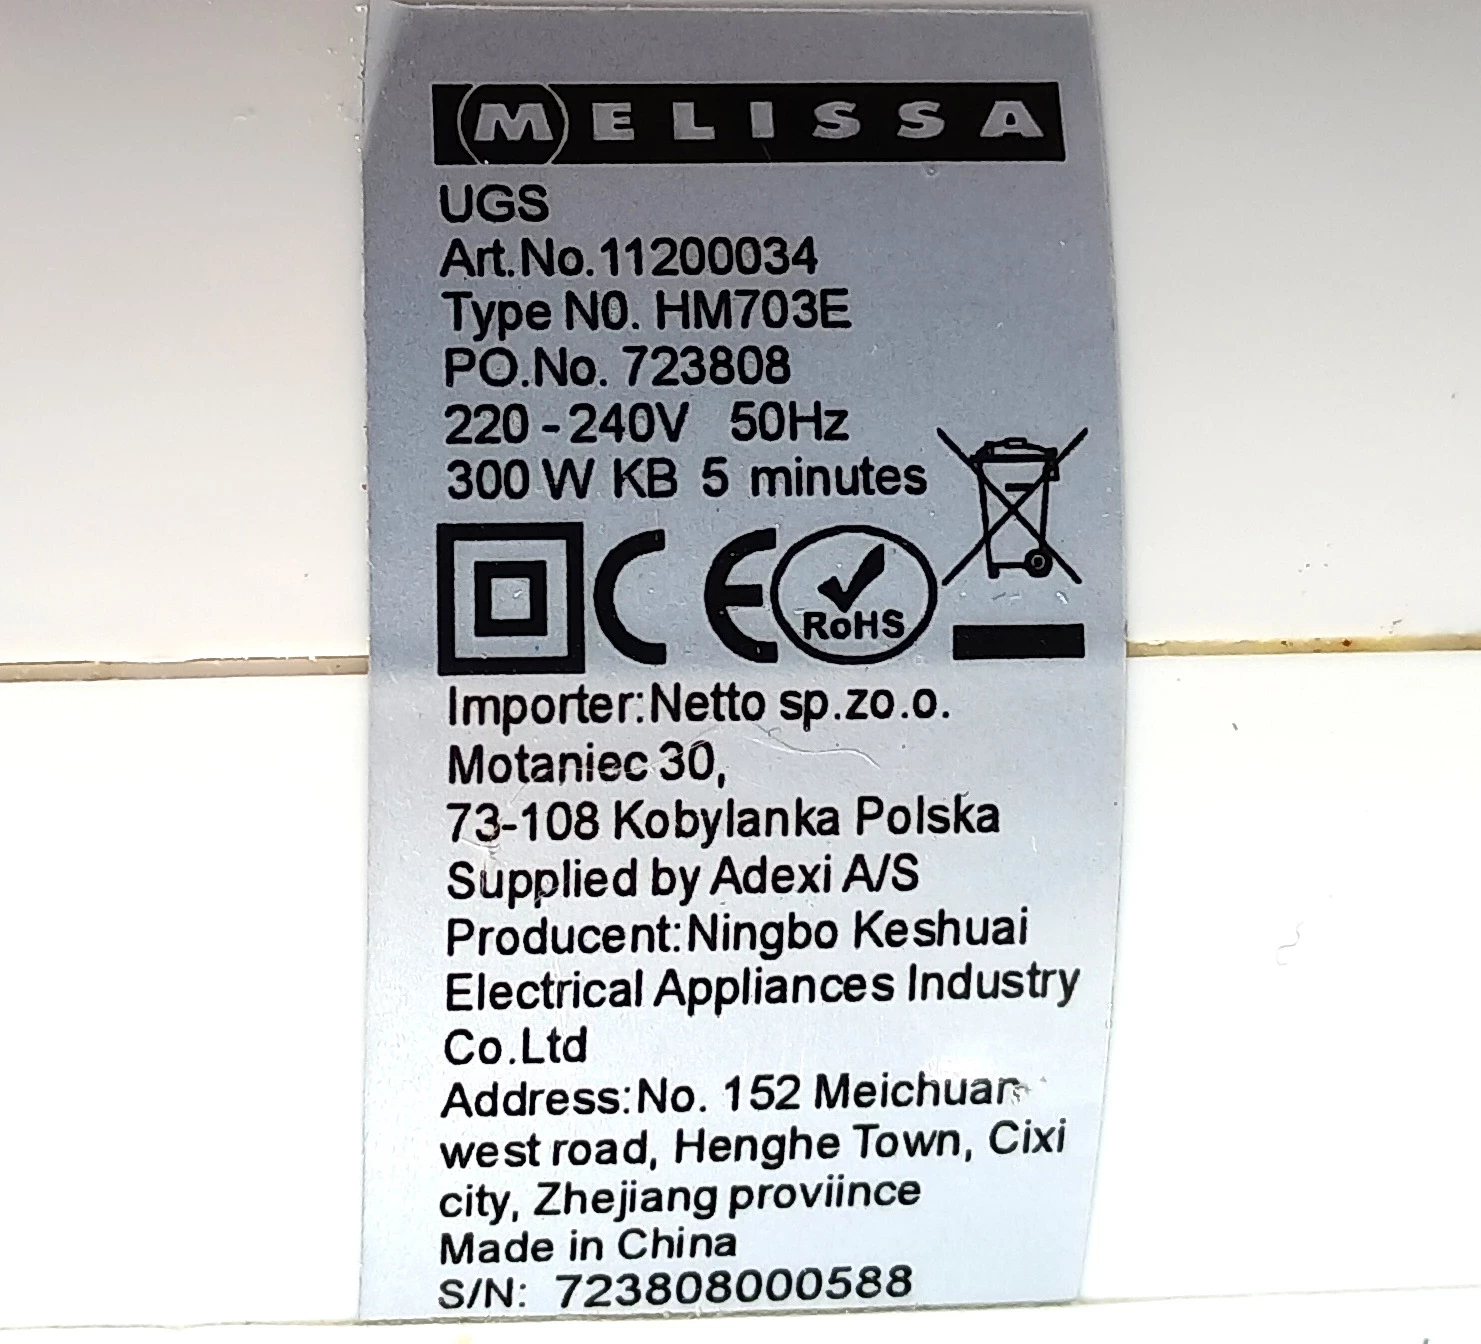 MELISSA
UGS
Art.No.11200034
Type N0. HM703E
PO.No. 723808
220-240V 50Hz
300 W KB 5 minutes
CE
RoHS
Importer:Netto sp.zo.o.
Motaniec 30,
73-108 Kobylanka Polska
Supplied by Adexi A/S
Producent:Ningbo Keshuai
Electrical Appliances Industry
Co.Ltd
Address:No. 152 Meichuan
west road, Henghe Town, Cixi
city, Zhejiang proviince
Made in China
S/N: 723808000588